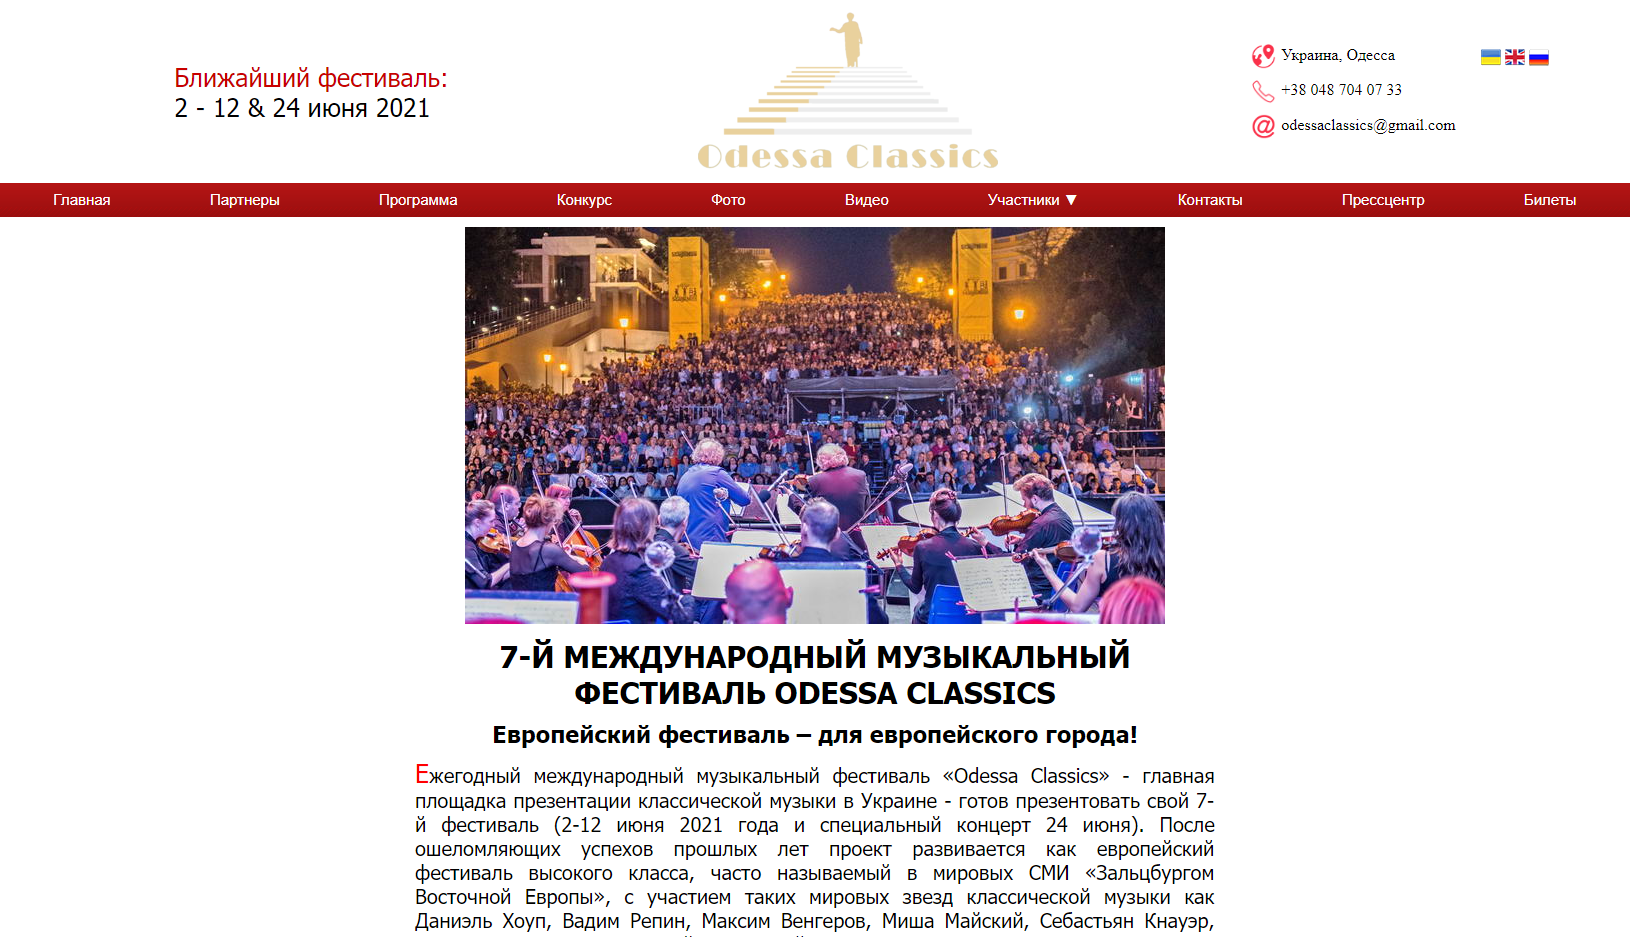 Ближайший фестиваль:
2 - 12 & 24 июня 2021
Odessa Classics
Украина, Одесса
+38 048 704 07 33
odessaclassics@gmail.com
Главная Партнеры Программа Конкурс Фото Видео Участники ▼ Контакты Прессцентр Билеты
7-Й МЕЖДУНАРОДНЫЙ МУЗЫКАЛЬНЫЙ
ФЕСТИВАЛЬ ODESSA CLASSICS
Европейский фестиваль – для европейского города!
Ежегодный международный музыкальный фестиваль «Odessa Classics» - главная
площадка презентации классической музыки в Украине - готов презентовать свой 7-
й фестиваль (2-12 июня 2021 года и специальный концерт 24 июня). После
ошеломляющих успехов прошлых лет проект развивается как европейский
фестиваль высокого класса, часто называемый в мировых СМИ «Зальцбургом
Восточной Европы», с участием таких мировых звезд классической музыки как
Даниэль Хоуп, Вадим Репин, Максим Венгеров, Миша Майский, Себастьян Кнауэр,